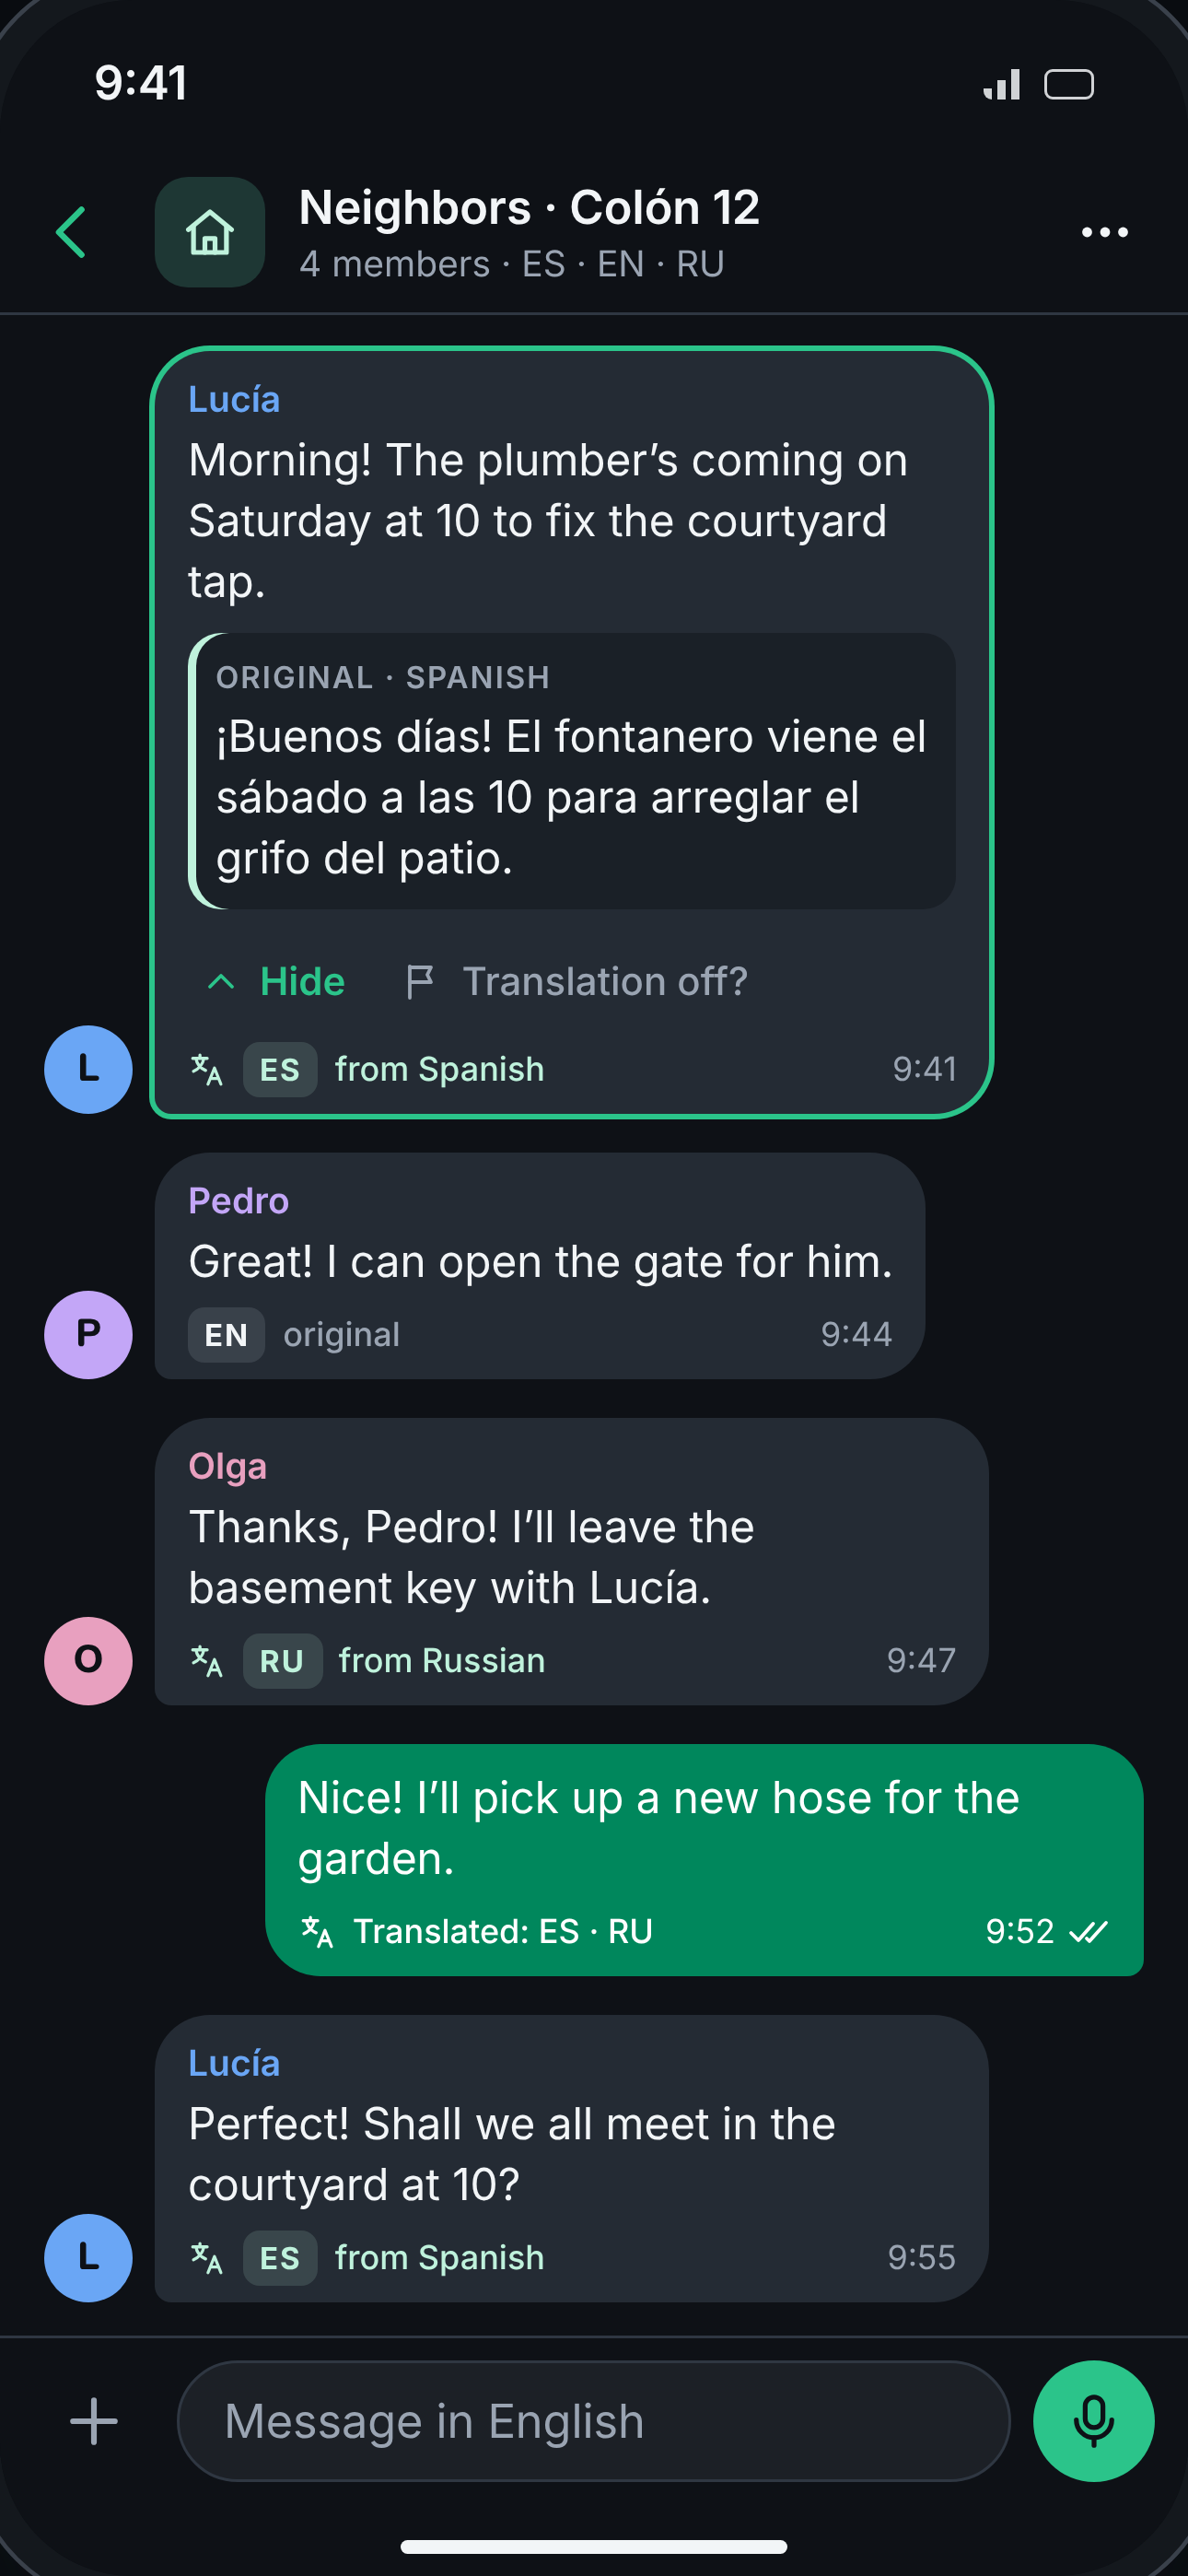 9:41
Neighbors · Colón 12
4 members · ES · EN · RU
Lucía
Morning! The plumber’s coming on
Saturday at 10 to fix the courtyard
tap.
ORIGINAL · SPANISH
¡Buenos días! El fontanero viene el
sábado a las 10 para arreglar el
grifo del patio.
Hide Translation off?
L ES from Spanish 9:41
Pedro
Great! I can open the gate for him.
P EN original 9:44
Olga
Thanks, Pedro! I’ll leave the
basement key with Lucía.
O RU from Russian 9:47
Nice! I’ll pick up a new hose for the
garden.
Translated: ES · RU 9:52
Lucía
Perfect! Shall we all meet in the
courtyard at 10?
L ES from Spanish 9:55
Message in English